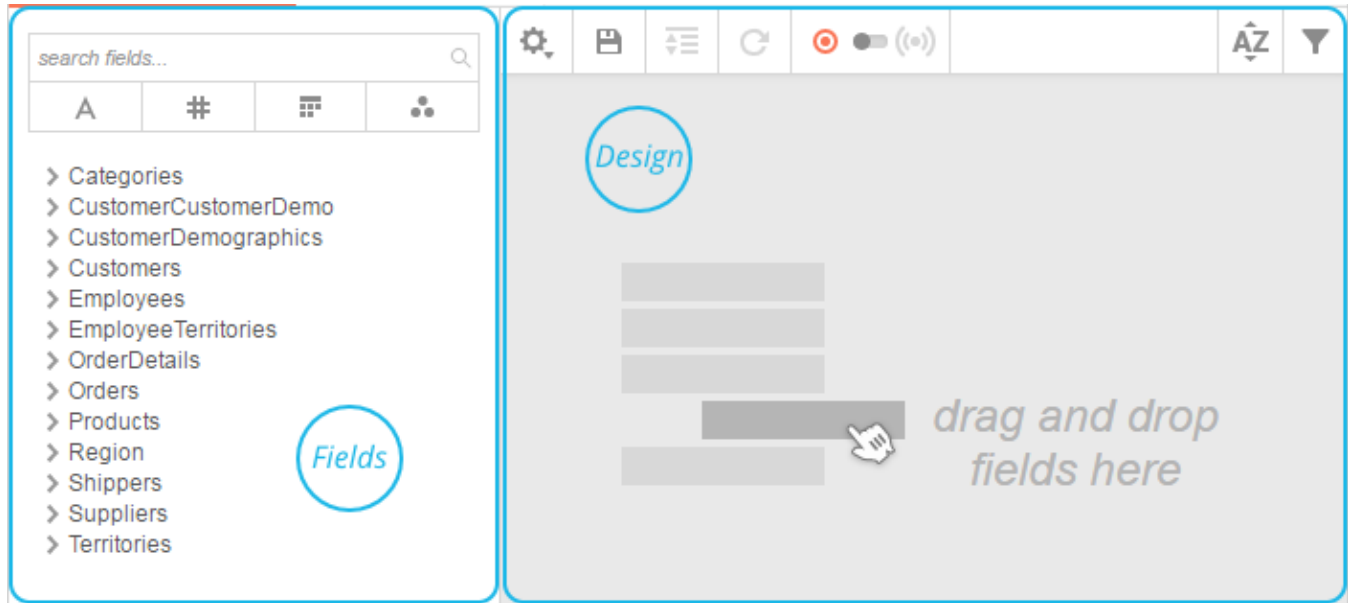 search fields...
A
#
Categories
CustomerCustomerDemo
CustomerDemographics
Customers
Employees
EmployeeTerritories
OrderDetails
Orders
Products
Region
Shippers
Suppliers
Territories
Fields
AZ
Design
drag and drop
fields here